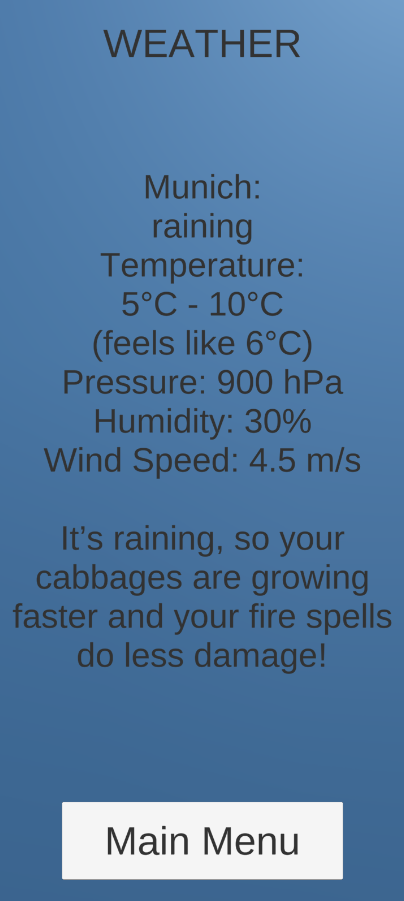 WEATHER
Munich:
raining
Temperature:
5°C - 10°C
(feels like 6°C)
Pressure: 900 hPa
Humidity: 30%
Wind Speed: 4.5 m/s
It’s raining, so your
cabbages are growing
faster and your fire spells
do less damage!
Main Menu